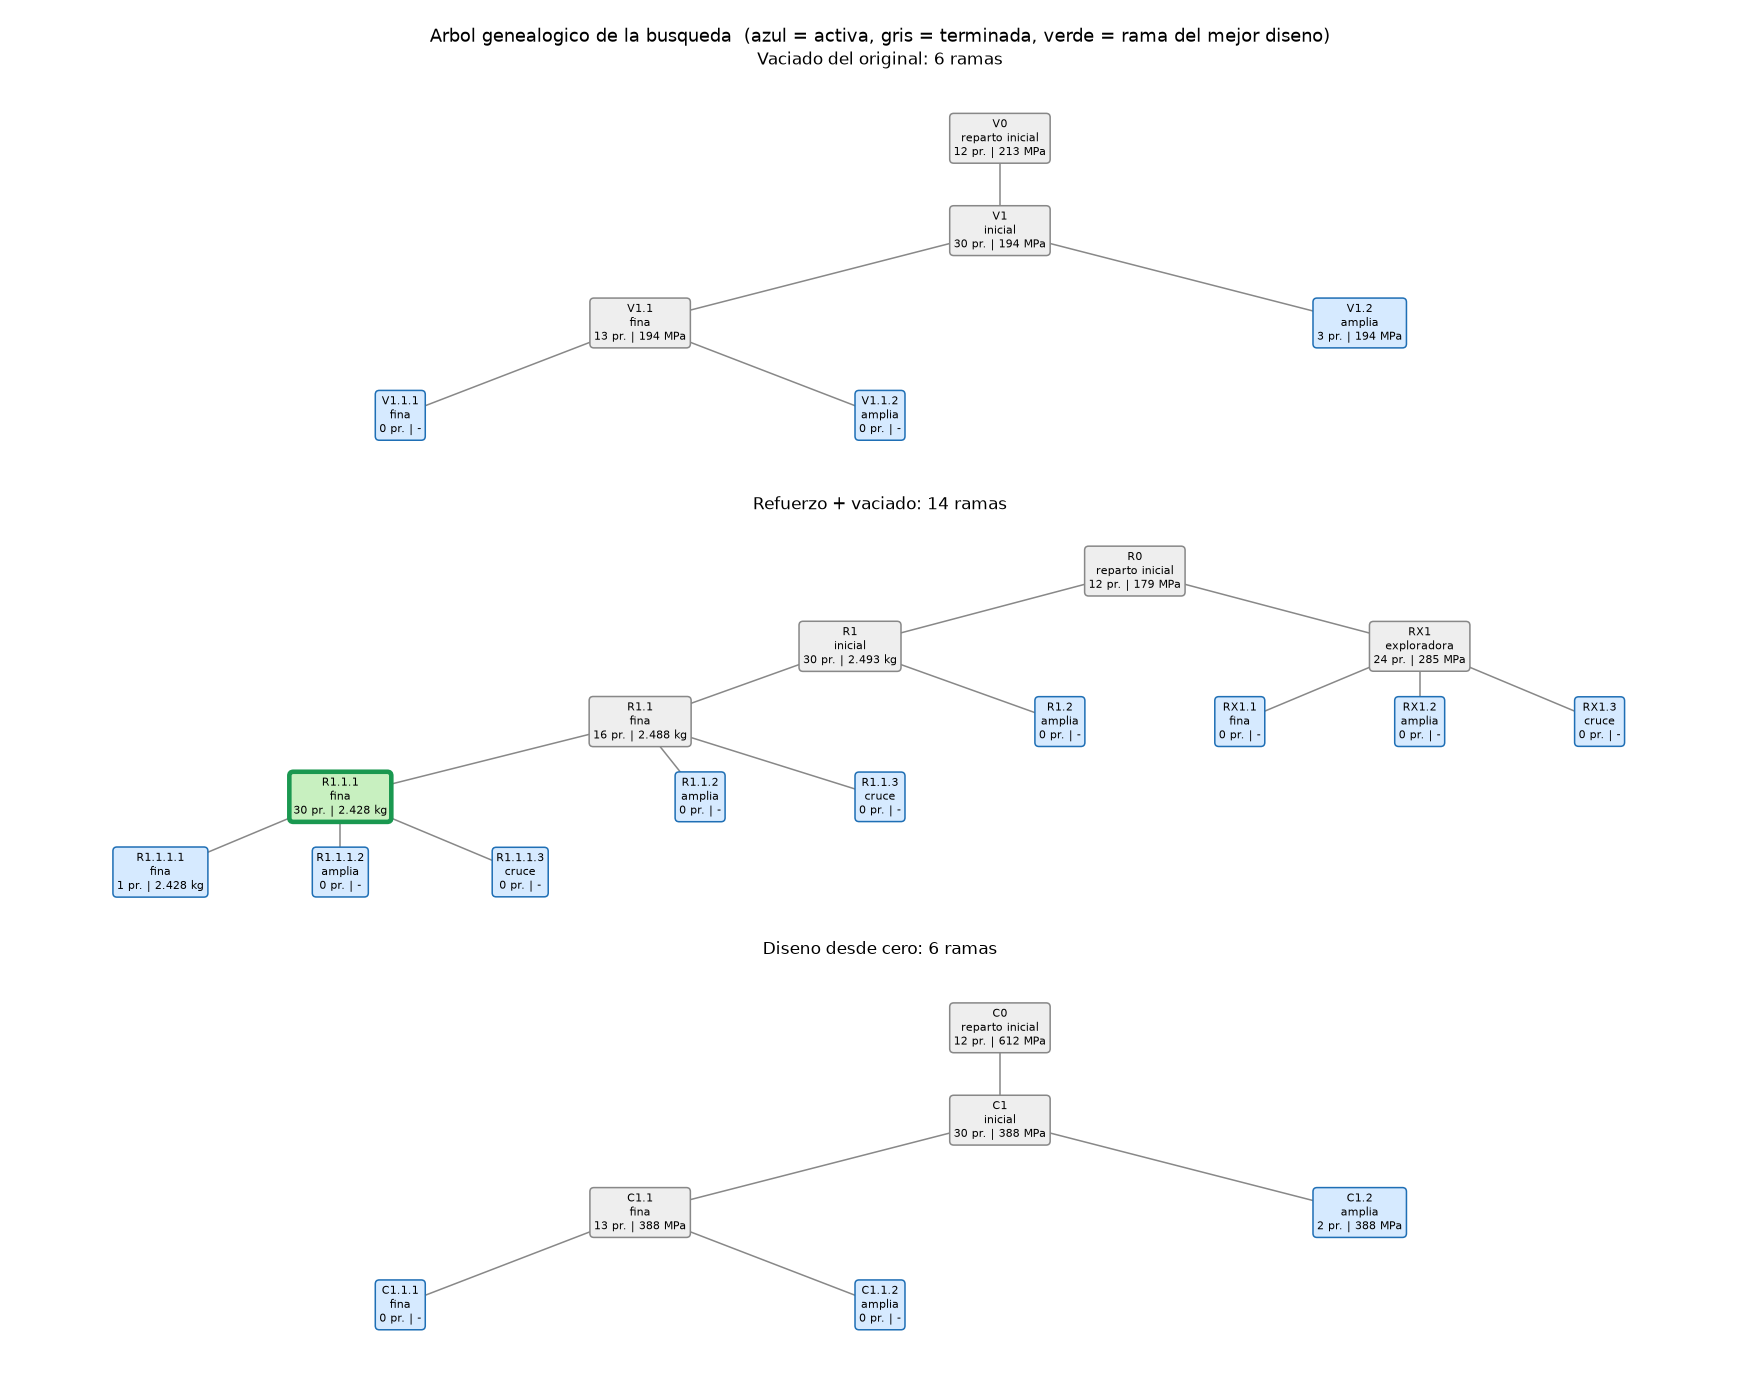 Arbol genealogico de la busqueda  (azul = activa, gris = terminada, verde = rama del mejor diseno)
Vaciado del original: 6 ramas
V0
reparto inicial
12 pr. | 213 MPa
V1
inicial
30 pr. | 194 MPa
V1.1
fina
13 pr. | 194 MPa
V1.2
amplia
3 pr. | 194 MPa
V1.1.1
fina
0 pr. | -
V1.1.2
amplia
0 pr. | -
Refuerzo + vaciado: 14 ramas
R0
reparto inicial
12 pr. | 179 MPa
R1
inicial
30 pr. | 2.493 kg
RX1
exploradora
24 pr. | 285 MPa
R1.1
fina
16 pr. | 2.488 kg
R1.2
amplia
0 pr. | -
RX1.1
fina
0 pr. | -
RX1.2
amplia
0 pr. | -
RX1.3
cruce
0 pr. | -
R1.1.1
fina
30 pr. | 2.428 kg
R1.1.2
amplia
0 pr. | -
R1.1.3
cruce
0 pr. | -
R1.1.1.1
fina
1 pr. | 2.428 kg
R1.1.1.2
amplia
0 pr. | -
R1.1.1.3
cruce
0 pr. | -
Diseno desde cero: 6 ramas
C0
reparto inicial
12 pr. | 612 MPa
C1
inicial
30 pr. | 388 MPa
C1.1
fina
13 pr. | 388 MPa
C1.2
amplia
2 pr. | 388 MPa
C1.1.1
fina
0 pr. | -
C1.1.2
amplia
0 pr. | -